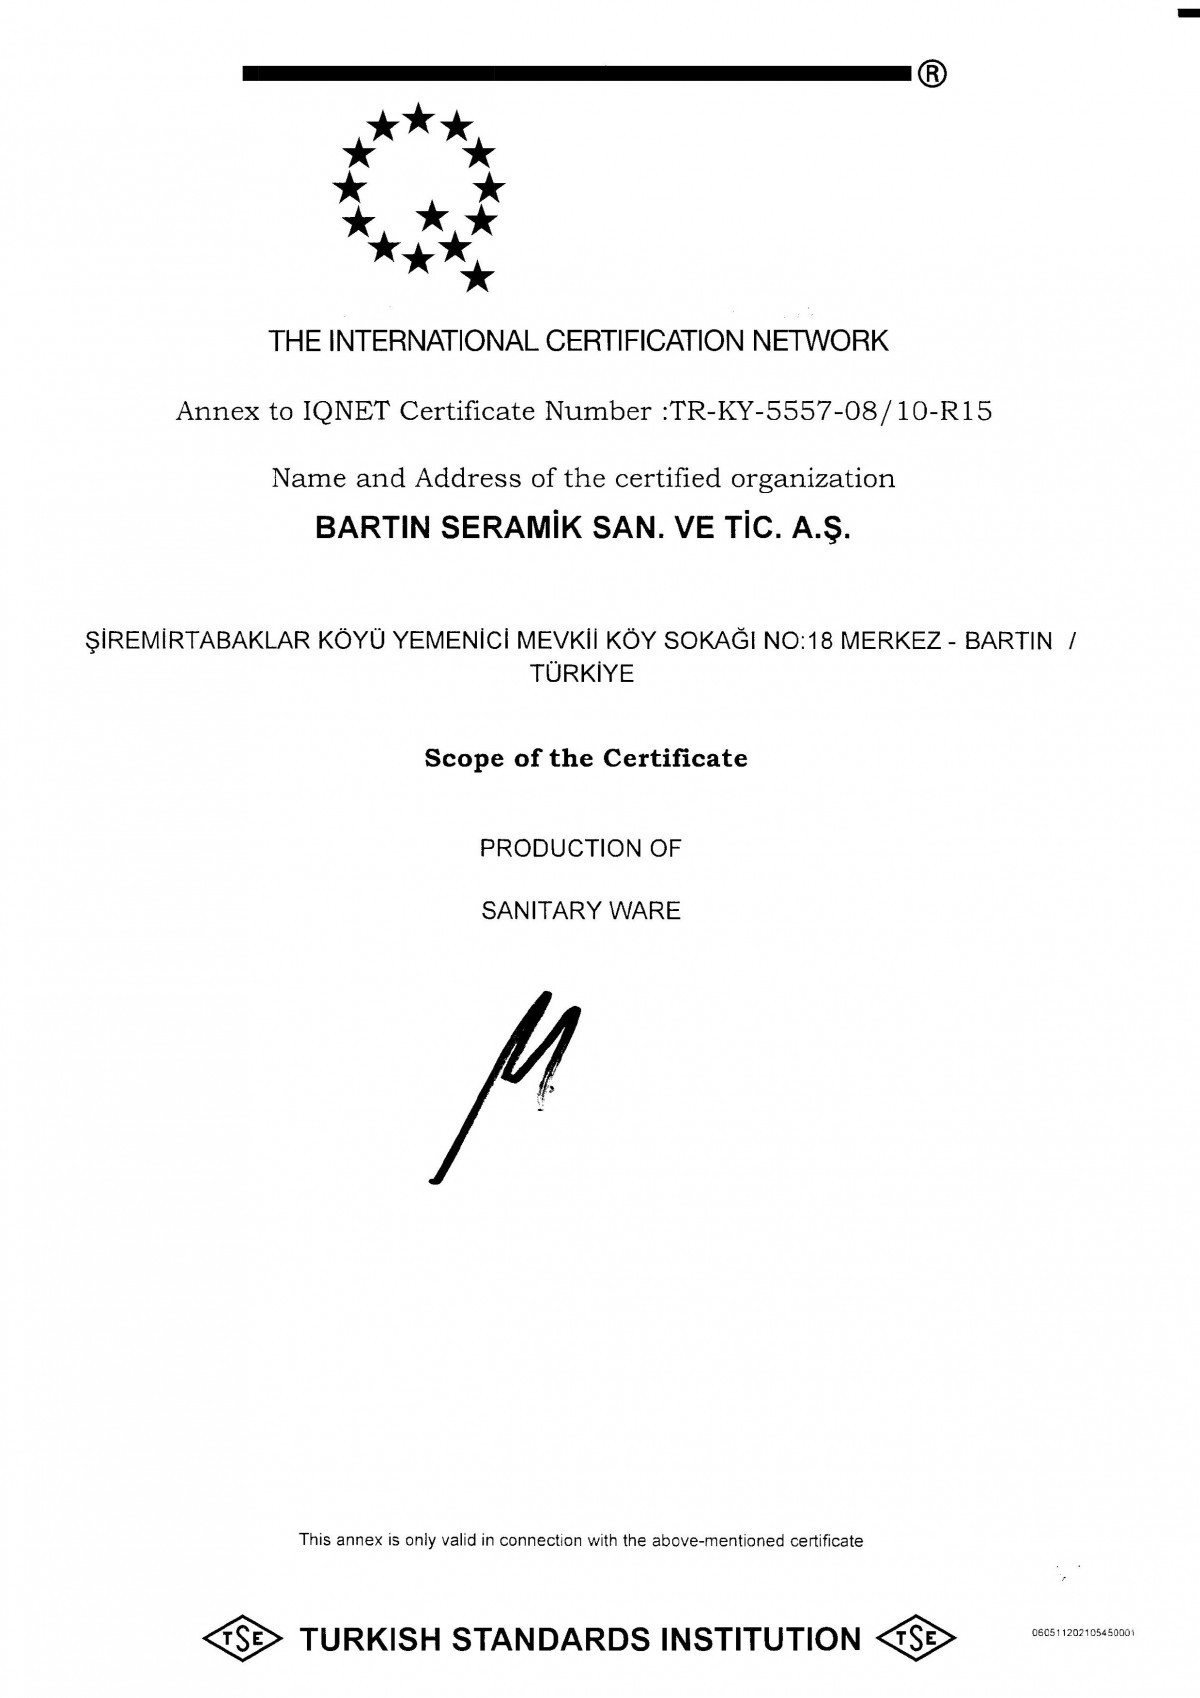 ®
THE INTERNATIONAL CERTIFICATION NETWORK
Annex to IQNET Certificate Number :TR-KY-5557-08/10-R15
Name and Address of the certified organization
BARTIN SERAMİK SAN. VE TİC. A.Ş.
ŞİREMİRTABAKLAR KÖYÜ YEMENİCİ MEVKİİ KÖY SOKAĞI NO:18 MERKEZ - BARTIN /
TÜRKİYE
Scope of the Certificate
PRODUCTION OF
SANITARY WARE
This annex is only valid in connection with the above-mentioned certificate
TSE TURKISH STANDARDS INSTITUTION TSE
0605112021054500​01